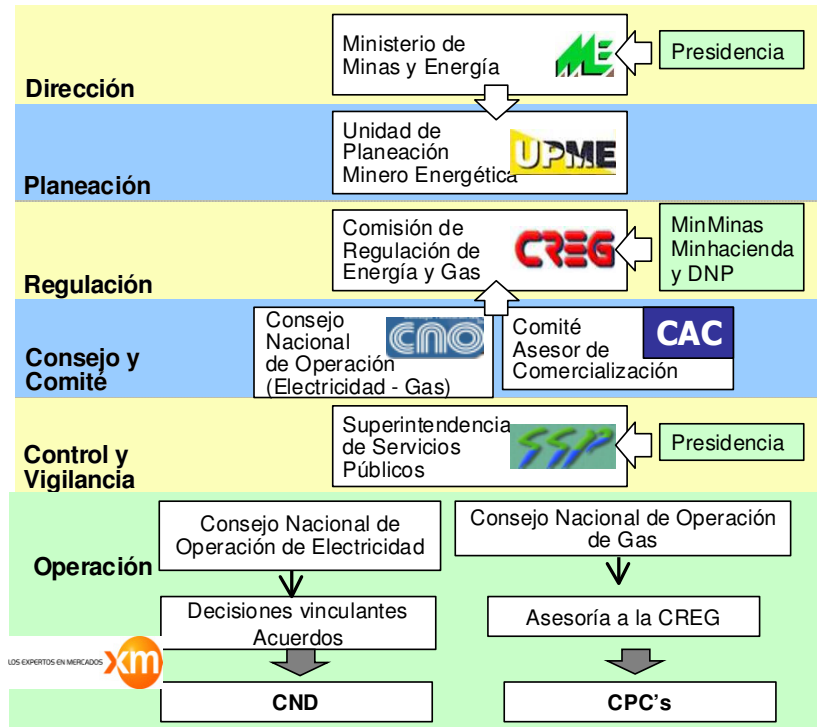 Ministerio de
Minas y Energía
ME
Presidencia
Dirección
Unidad de
Planeación
Minero Energética
UPME
Planeación
Comisión de
Regulación de
Energía y Gas
CREG
MinMinas
Minhacienda
y DNP
Regulación
Consejo
Nacional
de Operación
(Electricidad - Gas)
cno
Comité
Asesor de
Comercialización
CAC
Consejo y
Comité
Superintendencia
de Servicios
Públicos
SSP
Presidencia
Control y
Vigilancia
Consejo Nacional de
Operación de Electricidad
Consejo Nacional de Operación
de Gas
Operación
Decisiones vinculantes
Acuerdos
Asesoría a la CREG
LOS EXPERTOS EN MERCADOS
xm
CND
CPC's